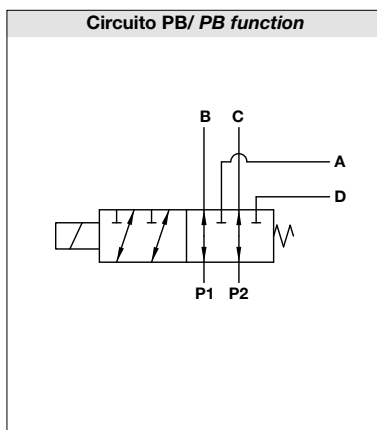 Circuito PB/ PB function
B C
A
D
P1 P2